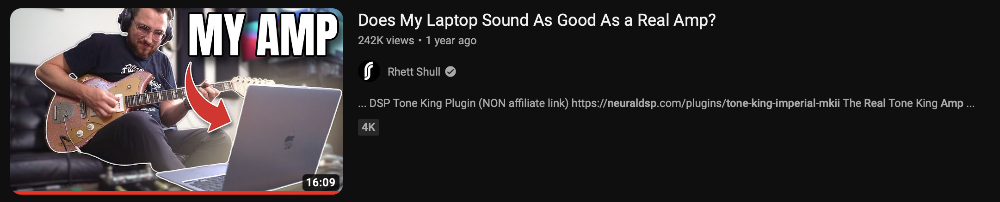 MY AMP
16:09
Does My Laptop Sound As Good As a Real Amp?
242K views • 1 year ago
Rhett Shull
... DSP Tone King Plugin (NON affiliate link) https://neuraldsp.com/plugins/tone-king-imperial-mkii The Real Tone King Amp ...
4K